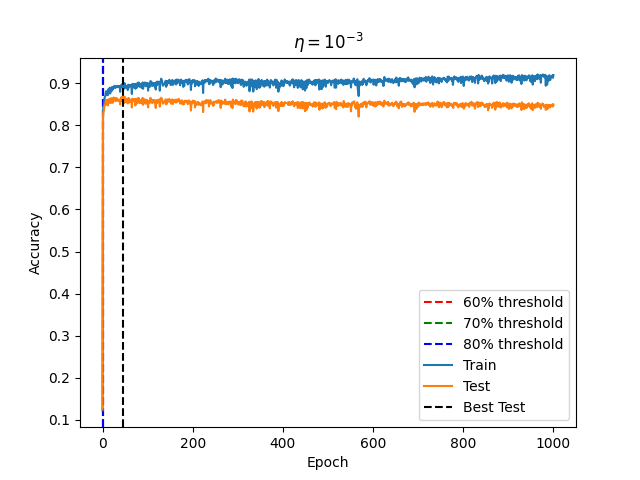 η = 10⁻³
Accuracy
0.9
0.8
0.7
0.6
0.5
0.4
0.3
0.2
0.1
60% threshold
70% threshold
80% threshold
Train
Test
Best Test
0 200 400 600 800 1000
Epoch